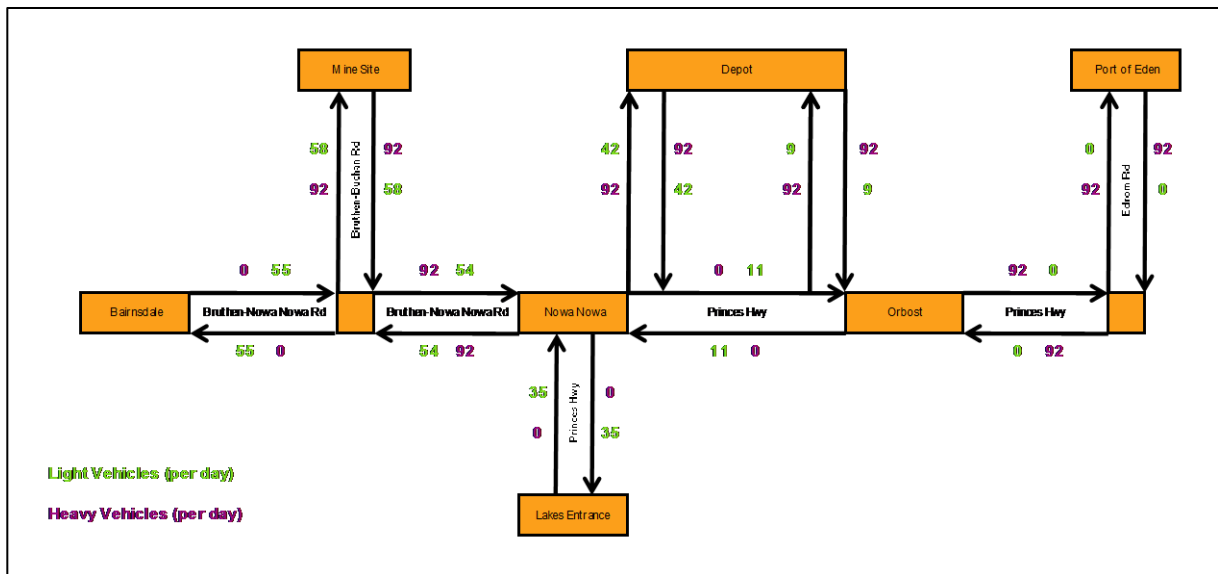 Mine Site
Depot
Port of Eden
58
92
42
92
9
92
0
92
Bruthen-Buchan Rd
Edrom Rd
92
58
92
42
92
9
92
0
0 55
92 54
0 11
92 0
Bairnsdale
Bruthen-Nowa Nowa Rd
Bruthen-Nowa Nowa Rd
Nowa Nowa
Princes Hwy
Orbost
Princes Hwy
55 0
54 92
11 0
0 92
35
0
Princes Hwy
0
35
Light Vehicles (per day)
Heavy Vehicles (per day)
Lakes Entrance